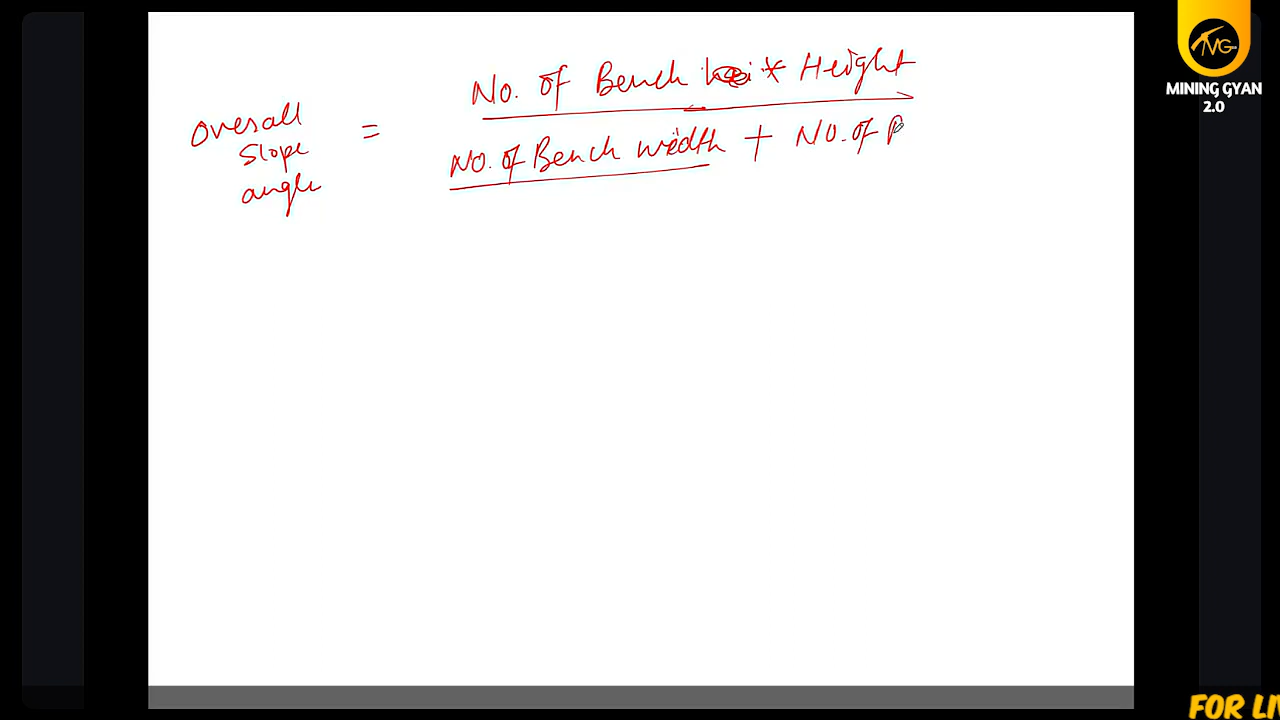 No. of Bench * Height
Overall
Slope
angle
=
No. of Bench width + No. of
MINING GYAN
2.0
FOR LI